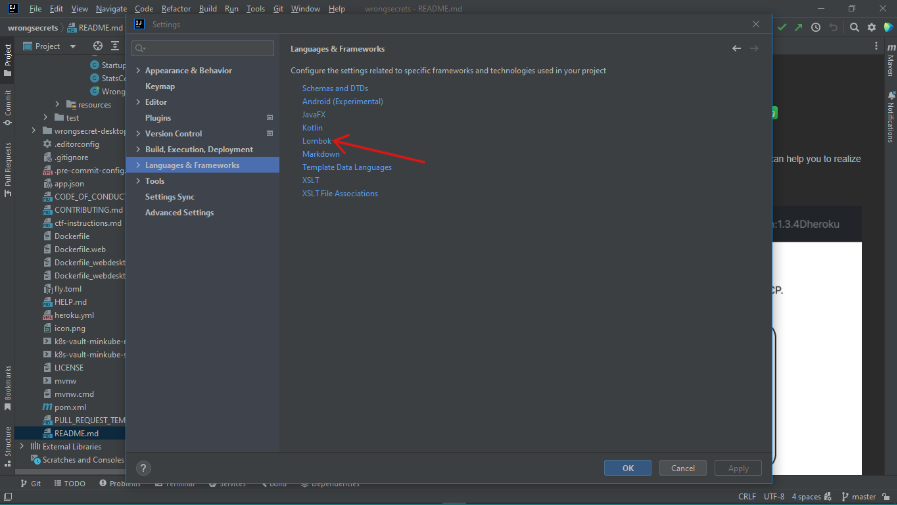 File Edit View Navigate Code Refactor Build Run Tools Git Window Help wrongsecrets - README.md
wrongsecrets README.md
Project
Startup
StatsCo
Wrong
resources
test
wrongsecret-desktop
.editorconfig
.gitignore
.pre-commit-config.
app.json
CODE_OF_CONDUCT
CONTRIBUTING.md
ctf-instructions.md
Dockerfile
Dockerfile.web
Dockerfile_webdeskt
Dockerfile_webdeskt
fly.toml
HELP.md
heroku.yml
icon.png
k8s-vault-minkube-r
k8s-vault-minkube-s
LICENSE
mvnw
mvnw.cmd
pom.xml
PULL_REQUEST_TEM
README.md
External Libraries
Scratches and Consoles
Project
Commit
Pull Requests
Bookmarks
Structure
Settings
Appearance & Behavior
Keymap
Editor
Plugins
Version Control
Build, Execution, Deployment
Languages & Frameworks
Tools
Settings Sync
Advanced Settings
Languages & Frameworks
Configure the settings related to specific frameworks and technologies used in your project
Schemas and DTDs
Android (Experimental)
JavaFX
Kotlin
Lombok
Markdown
Template Data Languages
XSLT
XSLT File Associations
? OK Cancel Apply
can help you to realize
:1.3.4Dheroku
CP.
Maven
Notifications
Git TODO Problems Terminal Services Build Dependencies
CRLF UTF-8 4 spaces master